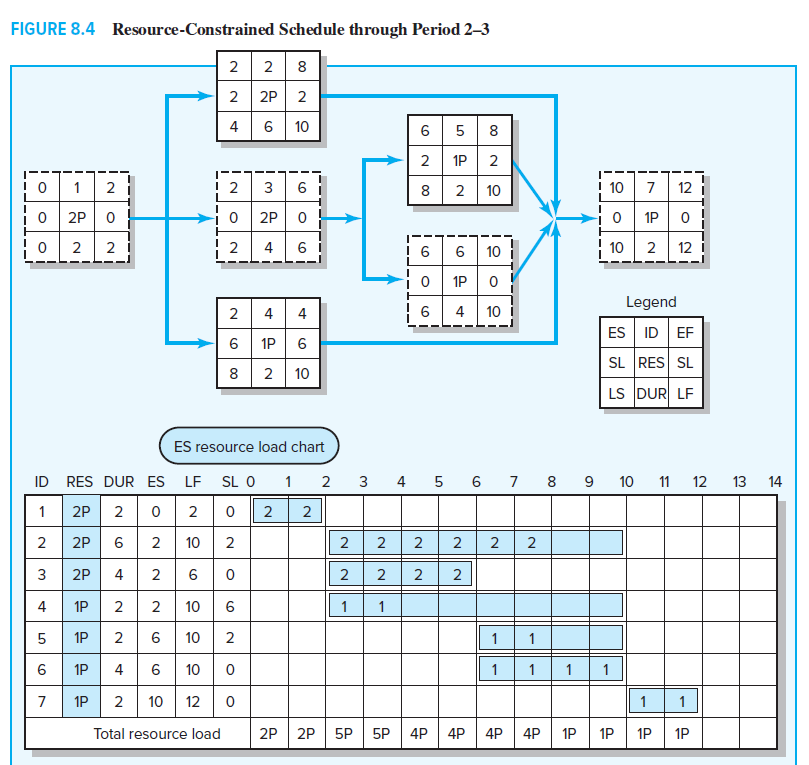 FIGURE 8.4 Resource-Constrained Schedule through Period 2–3
2 2 8
2 2P 2
4 6 10
6 5 8
2 1P 2
8 2 10
0 1 2
0 2P 0
0 2 2
2 3 6
0 2P 0
2 4 6
10 7 12
0 1P 0
10 2 12
6 6 10
0 1P 0
6 4 10
2 4 4
6 1P 6
8 2 10
Legend
ES ID EF
SL RES SL
LS DUR LF
ES resource load chart
ID RES DUR ES LF SL 0 1 2 3 4 5 6 7 8 9 10 11 12 13 14
1 2P 2 0 2 0 2 2
2 2P 6 2 10 2 2 2 2 2 2 2
3 2P 4 2 6 0 2 2 2 2
4 1P 2 2 10 6 1 1
5 1P 2 6 10 2 1 1
6 1P 4 6 10 0 1 1 1 1
7 1P 2 10 12 0 1 1
Total resource load 2P 2P 5P 5P 4P 4P 4P 4P 1P 1P 1P 1P